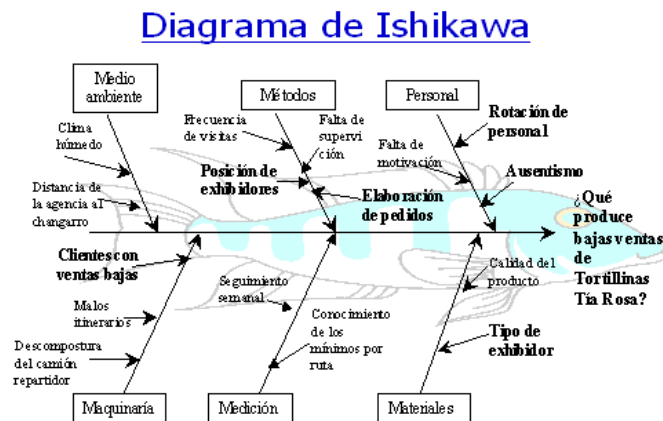 Diagrama de Ishikawa
Medio
ambiente
Métodos
Personal
Clima
húmedo
Distancia de
la agencia al
changarro
Frecuencia
de visitas
Falta de
supervi
ción
Posición de
exhibidores
Elaboración
de pedidos
Rotación de
personal
Falta de
motivación
Ausentismo
¿Qué
produce
bajas ventas
de
Tortillinas
Tía Rosa?
Clientes con
ventas bajas
Malos
itinerarios
Descompostura
del camión
repartidor
Seguimiento
semanal
Conocimiento
de los
mínimos por
ruta
Calidad del
producto
Tipo de
exhibidor
Maquinaría
Medición
Materiales